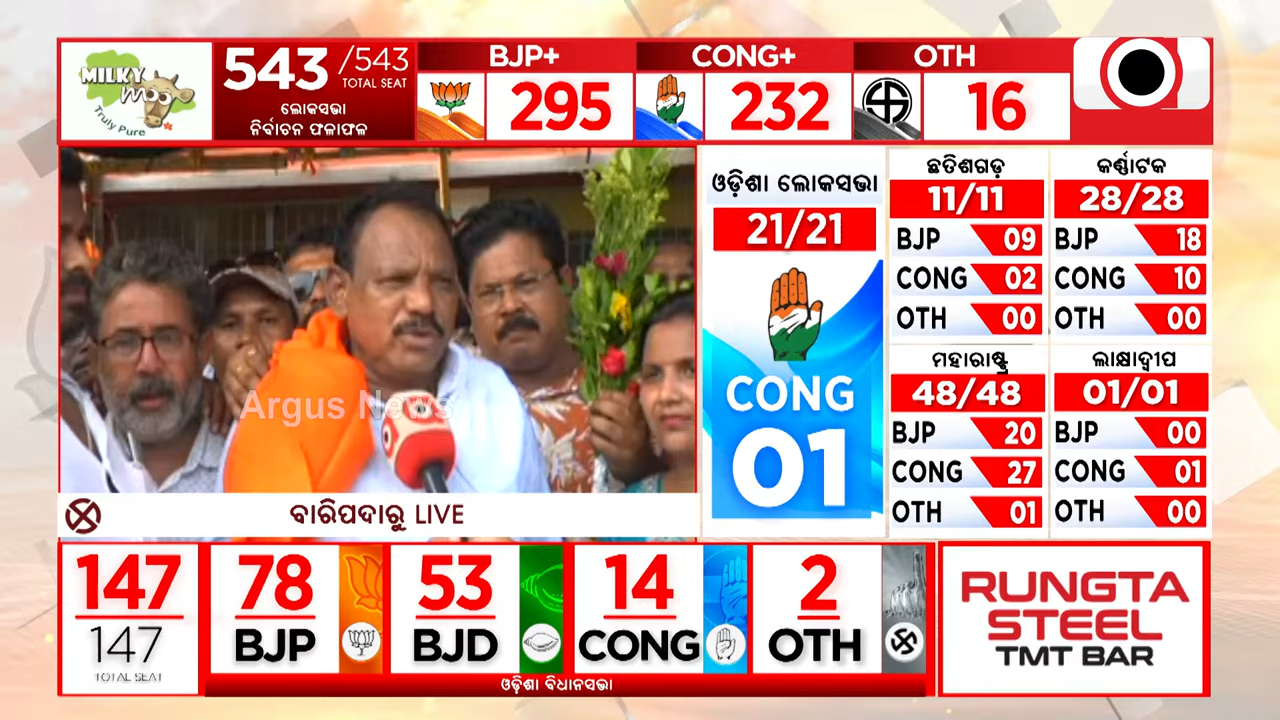 MILKY
moo
Truly Pure
543 /543
TOTAL SEAT
ଲୋକସଭା
ନିର୍ବାଚନ ଫଳାଫଳ
BJP+
295
CONG+
232
OTH
16
Argus News
ବାରିପଦାରୁ LIVE
ଓଡ଼ିଶା ଲୋକସଭା
21/21
CONG
01
ଛତିଶଗଡ଼
11/11
BJP 09
CONG 02
OTH 00
କର୍ଣ୍ଣାଟକ
28/28
BJP 18
CONG 10
OTH 00
ମହାରାଷ୍ଟ୍ର
48/48
BJP 20
CONG 27
OTH 01
ଲାକ୍ଷାଦ୍ଵୀପ
01/01
BJP 00
CONG 01
OTH 00
147
147
TOTAL SEAT
78
BJP
53
BJD
14
CONG
2
OTH
ଓଡ଼ିଶା ବିଧାନସଭା
RUNGTA
STEEL
TMT BAR